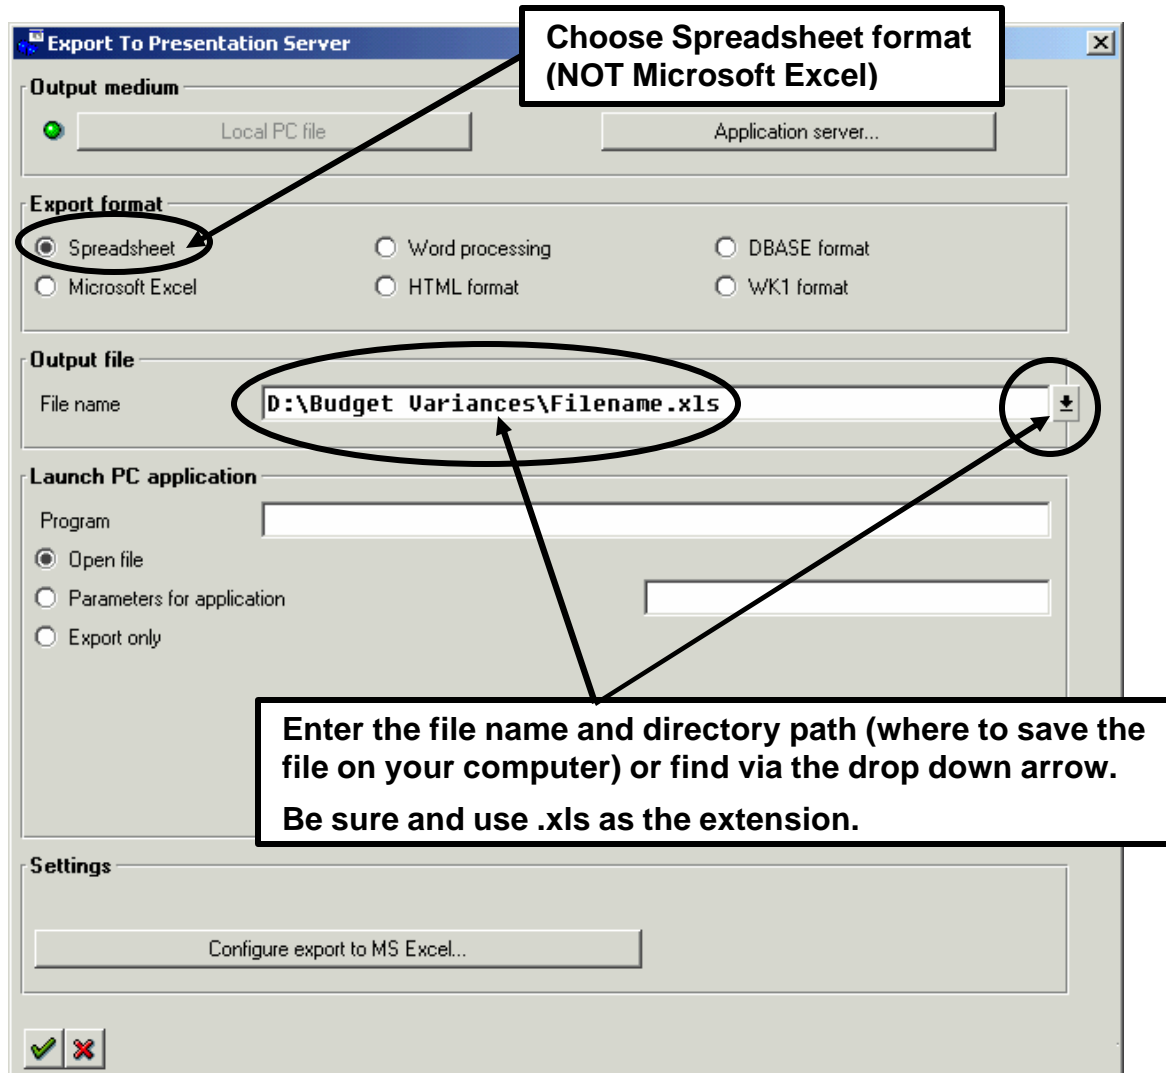 Export To Presentation Server
Choose Spreadsheet format
(NOT Microsoft Excel)
Output medium
Local PC file
Application server...
Export format
Spreadsheet
Word processing
DBASE format
Microsoft Excel
HTML format
WK1 format
Output file
File name
D:\Budget Variances\Filename.xls
Launch PC application
Program
Open file
Parameters for application
Export only
Enter the file name and directory path (where to save the
file on your computer) or find via the drop down arrow.
Be sure and use .xls as the extension.
Settings
Configure export to MS Excel...